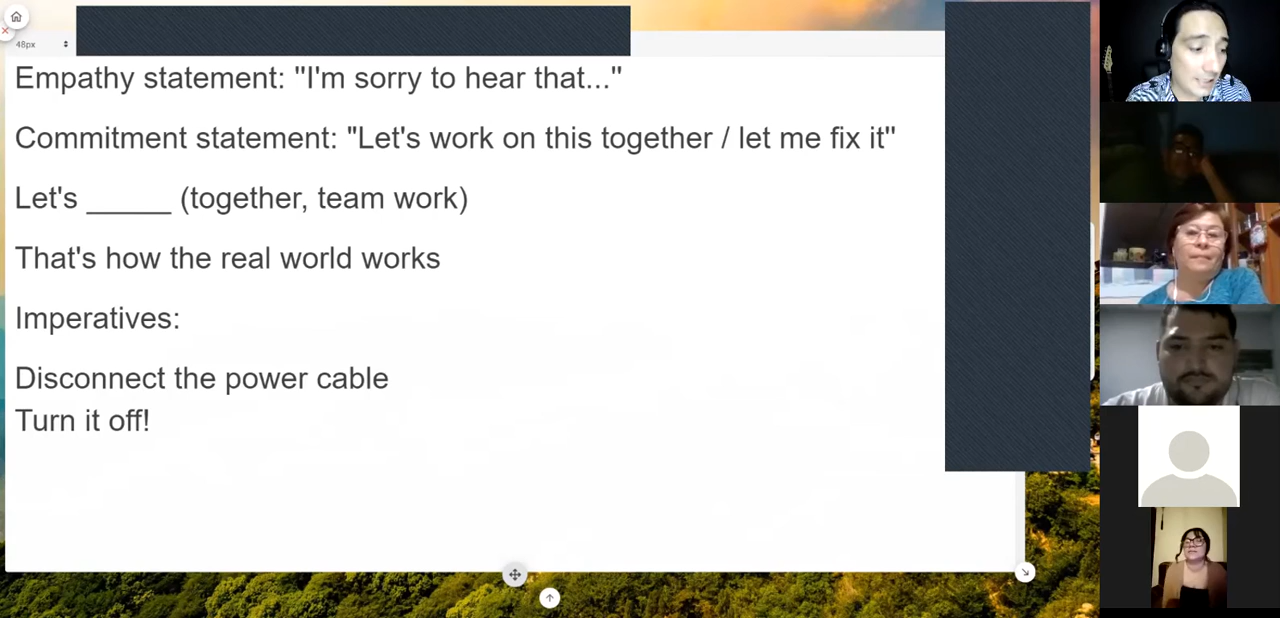 48px
Empathy statement: "I'm sorry to hear that..."
Commitment statement: "Let's work on this together / let me fix it"
Let's _____ (together, team work)
That's how the real world works
Imperatives:
Disconnect the power cable
Turn it off!